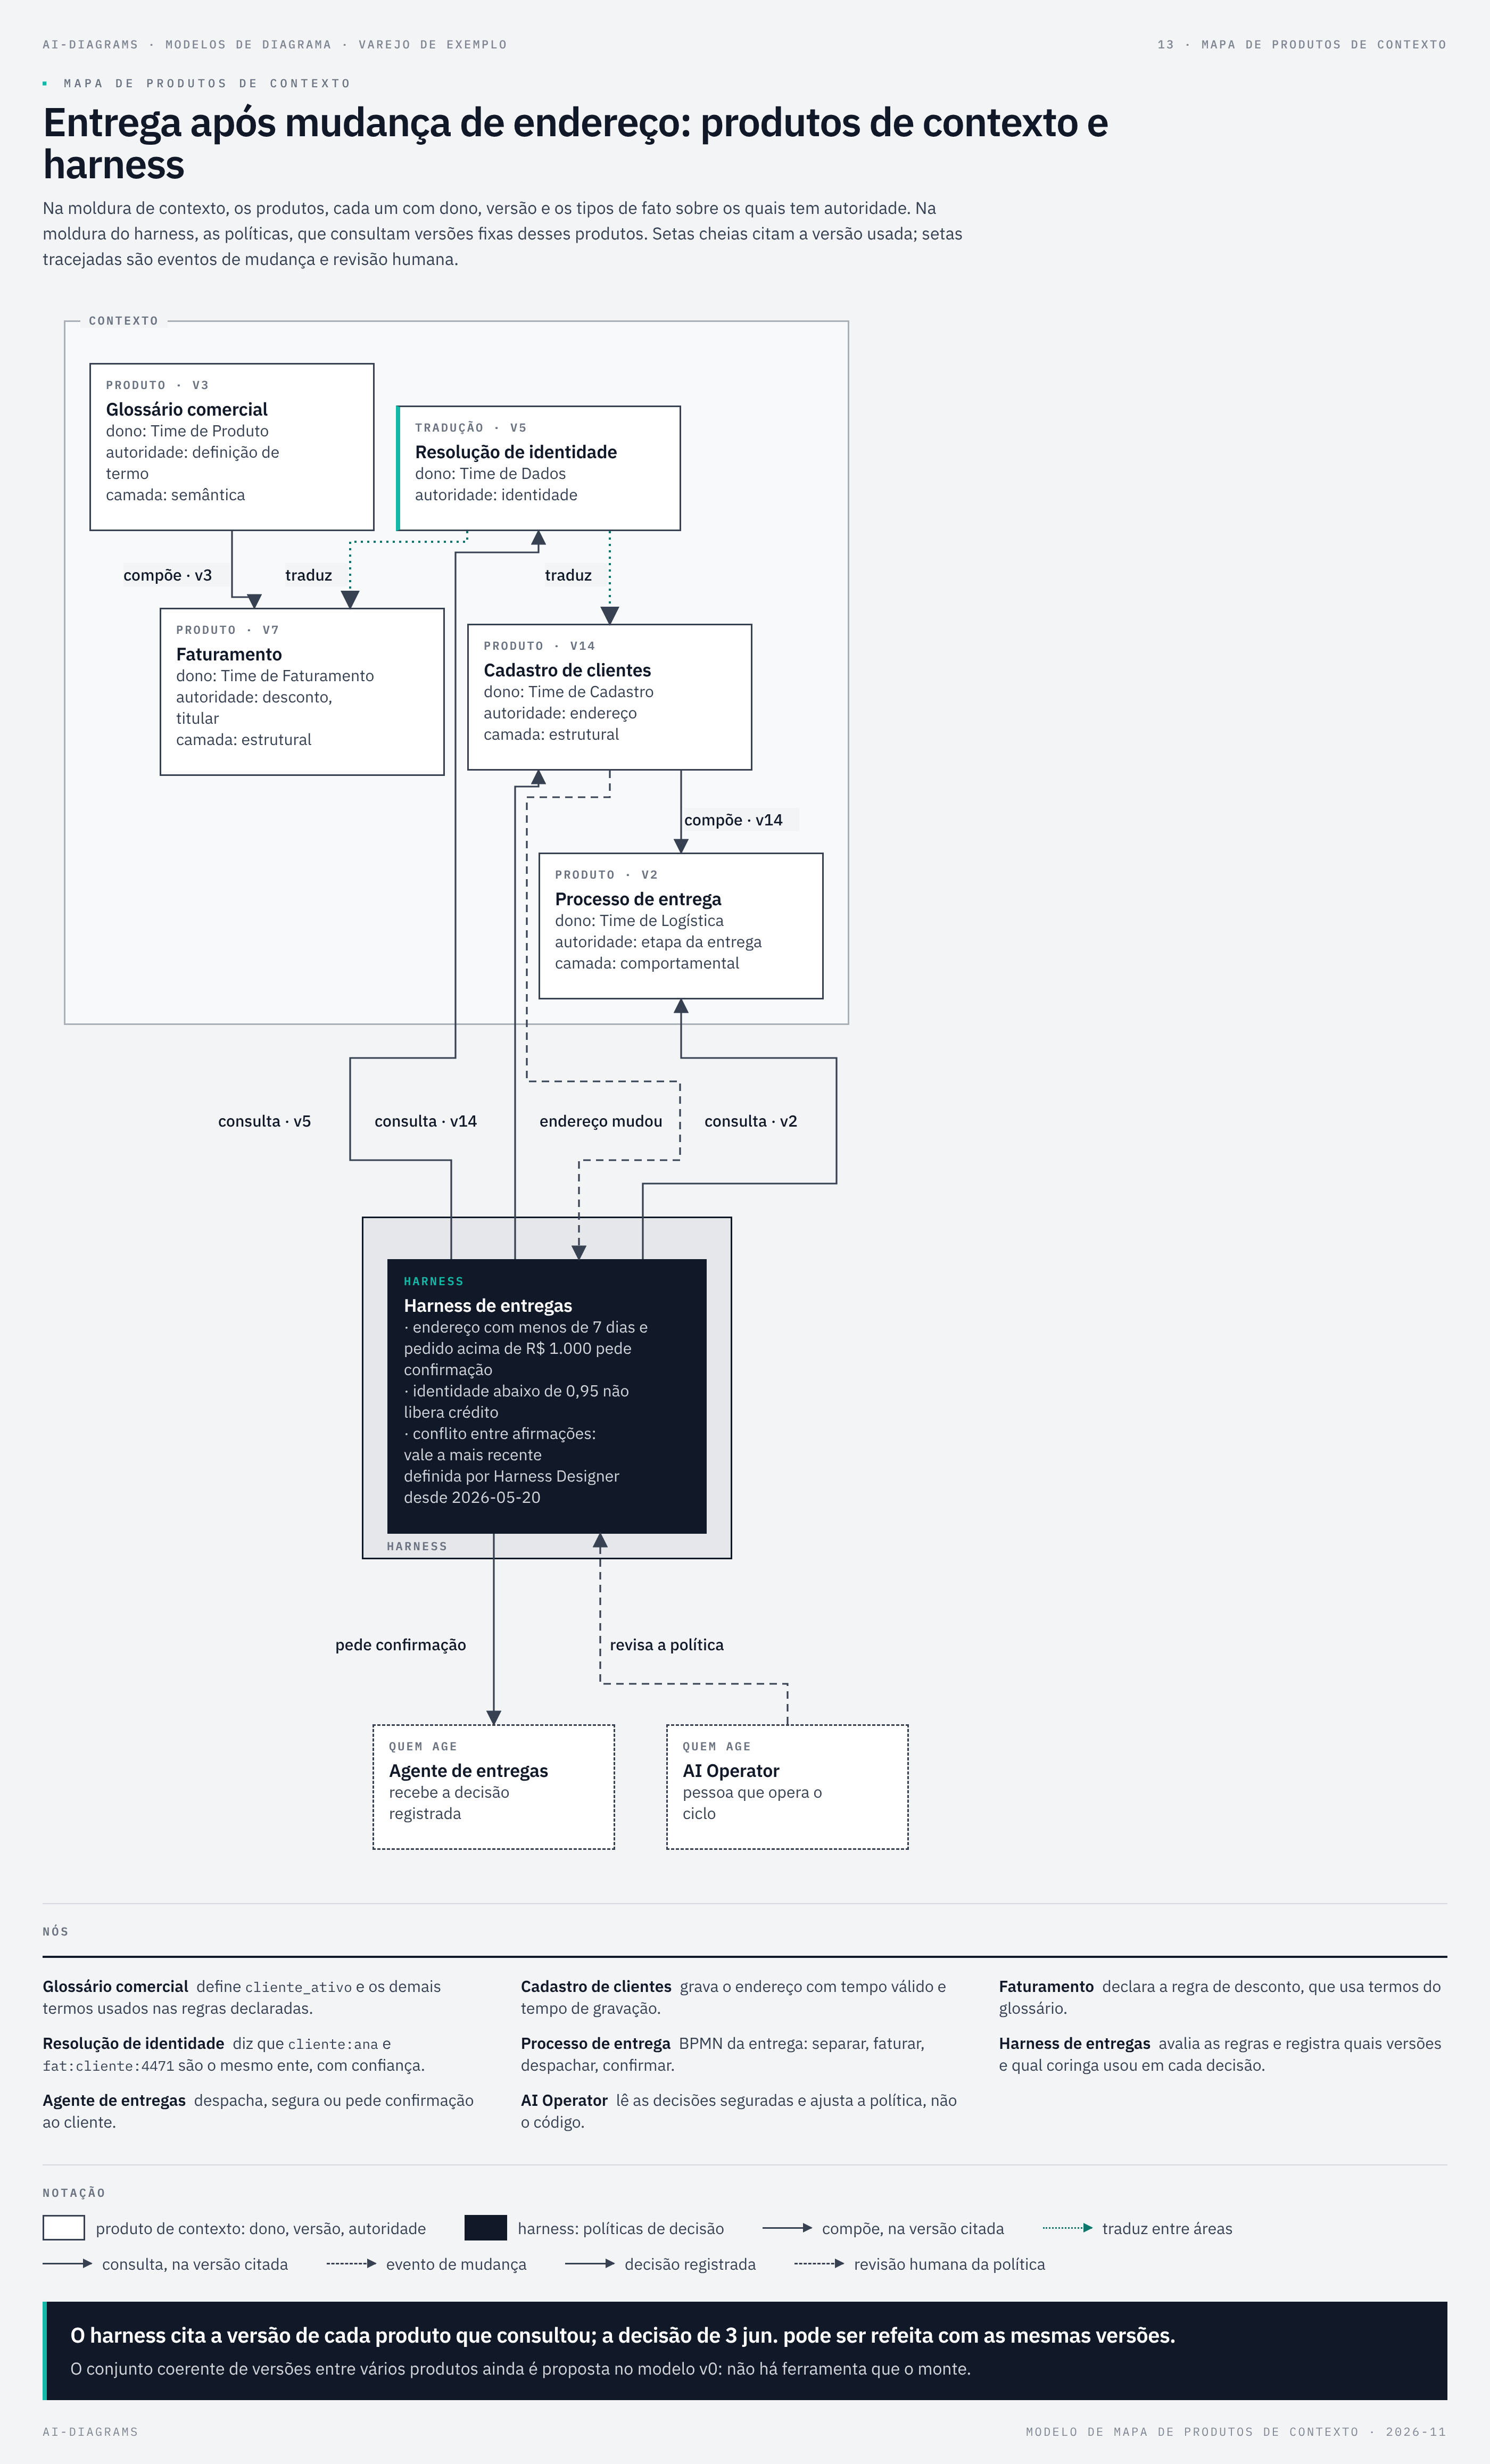 AI-DIAGRAMS · MODELOS DE DIAGRAMA · VAREJO DE EXEMPLO
13 · MAPA DE PRODUTOS DE CONTEXTO
MAPA DE PRODUTOS DE CONTEXTO
Entrega após mudança de endereço: produtos de contexto e
harness
Na moldura de contexto, os produtos, cada um com dono, versão e os tipos de fato sobre os quais tem autoridade. Na
moldura do harness, as políticas, que consultam versões fixas desses produtos. Setas cheias citam a versão usada; setas
tracejadas são eventos de mudança e revisão humana.
CONTEXTO
PRODUTO · V3
Glossário comercial
dono: Time de Produto
autoridade: definição de
termo
camada: semântica
TRADUÇÃO · V5
Resolução de identidade
dono: Time de Dados
autoridade: identidade
compõe · v3
traduz
traduz
PRODUTO · V7
Faturamento
dono: Time de Faturamento
autoridade: desconto,
titular
camada: estrutural
PRODUTO · V14
Cadastro de clientes
dono: Time de Cadastro
autoridade: endereço
camada: estrutural
compõe · v14
PRODUTO · V2
Processo de entrega
dono: Time de Logística
autoridade: etapa da entrega
camada: comportamental
consulta · v5
consulta · v14
endereço mudou
consulta · v2
HARNESS
Harness de entregas
· endereço com menos de 7 dias e
pedido acima de R$ 1.000 pede
confirmação
· identidade abaixo de 0,95 não
libera crédito
· conflito entre afirmações:
vale a mais recente
definida por Harness Designer
desde 2026-05-20
HARNESS
pede confirmação
revisa a política
QUEM AGE
Agente de entregas
recebe a decisão
registrada
QUEM AGE
AI Operator
pessoa que opera o
ciclo
NÓS
Glossário comercial define cliente_ativo e os demais
termos usados nas regras declaradas.
Cadastro de clientes grava o endereço com tempo válido e
tempo de gravação.
Faturamento declara a regra de desconto, que usa termos do
glossário.
Resolução de identidade diz que cliente:ana e
fat:cliente:4471 são o mesmo ente, com confiança.
Processo de entrega BPMN da entrega: separar, faturar,
despachar, confirmar.
Harness de entregas avalia as regras e registra quais versões
e qual coringa usou em cada decisão.
Agente de entregas despacha, segura ou pede confirmação
ao cliente.
AI Operator lê as decisões seguradas e ajusta a política, não
o código.
NOTAÇÃO
produto de contexto: dono, versão, autoridade
harness: políticas de decisão
compõe, na versão citada
traduz entre áreas
consulta, na versão citada
evento de mudança
decisão registrada
revisão humana da política
O harness cita a versão de cada produto que consultou; a decisão de 3 jun. pode ser refeita com as mesmas versões.
O conjunto coerente de versões entre vários produtos ainda é proposta no modelo v0: não há ferramenta que o monte.
AI-DIAGRAMS
MODELO DE MAPA DE PRODUTOS DE CONTEXTO · 2026-11